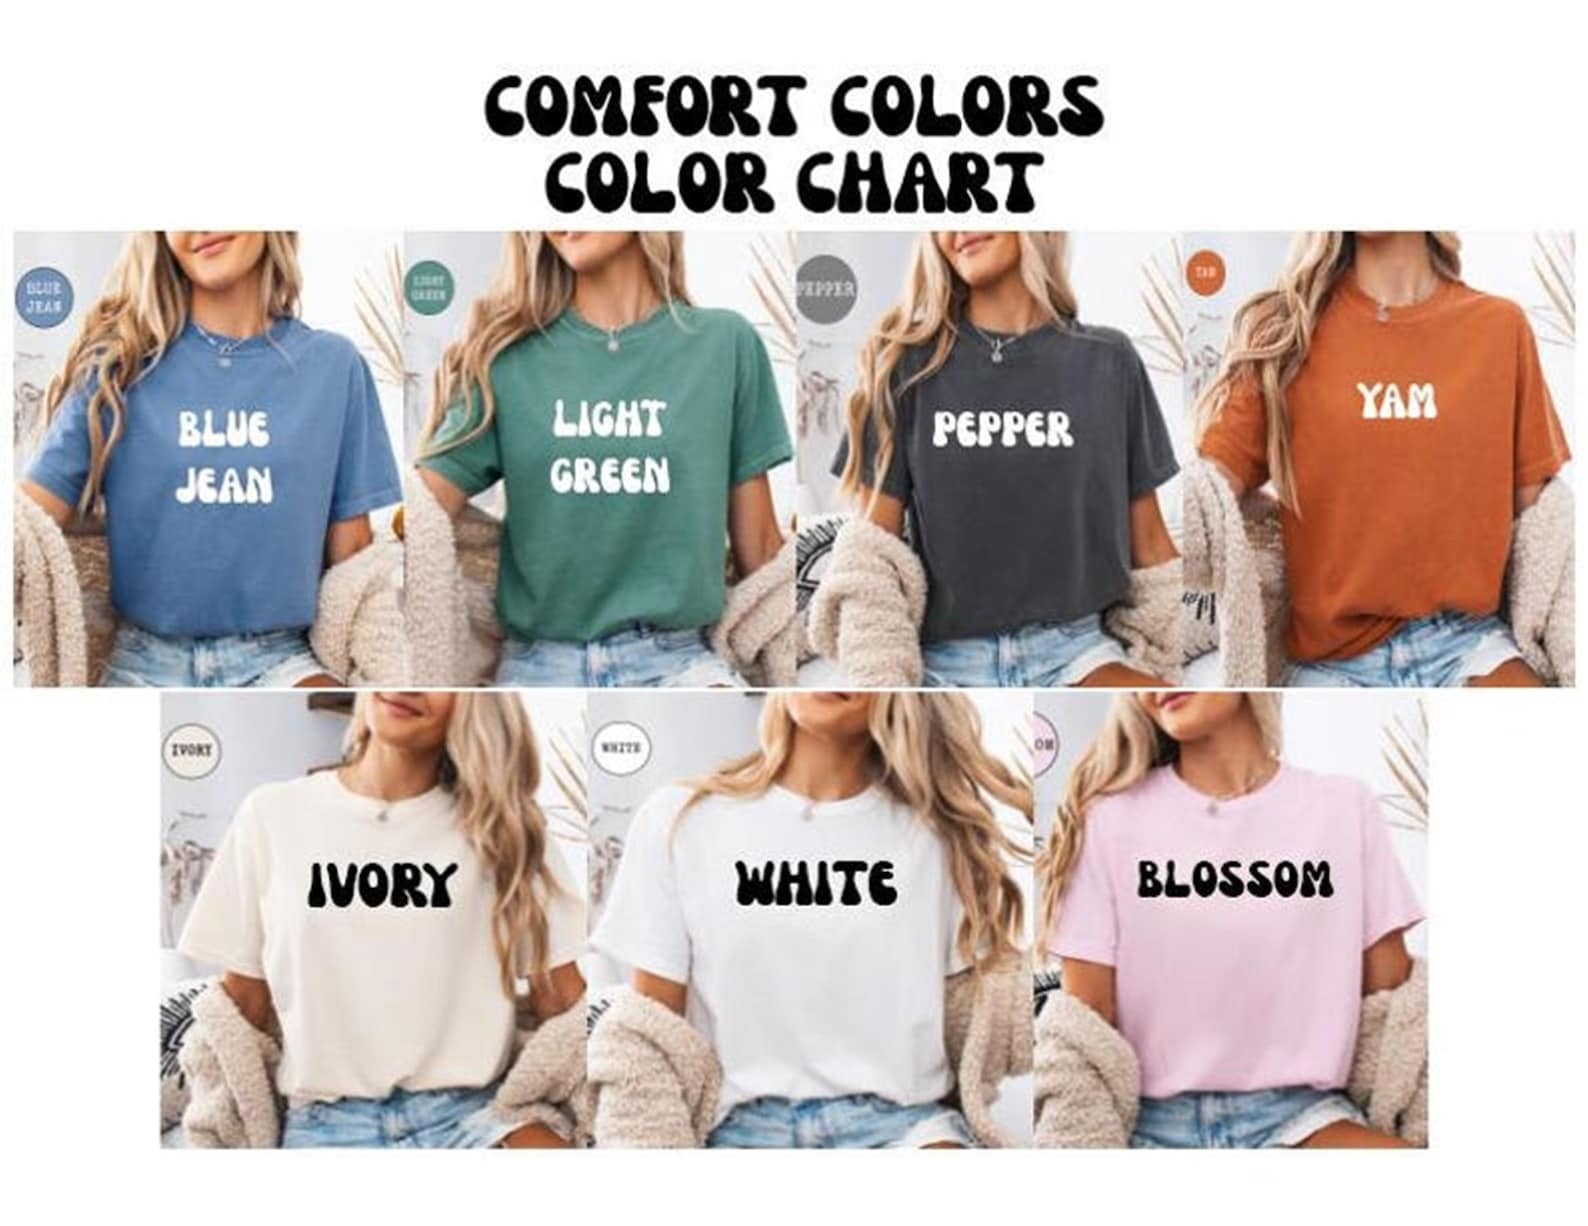 COMFORT COLORS
COLOR CHART
BLUE
JEAN
LIGHT
GREEN
PEPPER
YAM
BLUE
JEAN
LIGHT
GREEN
PEPPER
YAM
IVORY
WHITE
OM
IVORY
WHITE
BLOSSOM